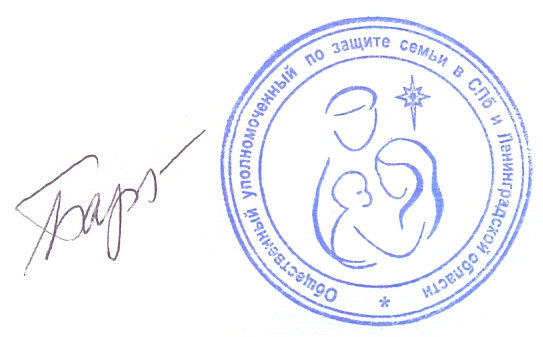 Общественный уполномоченный по защите семьи в СПб и Ленинградской области *